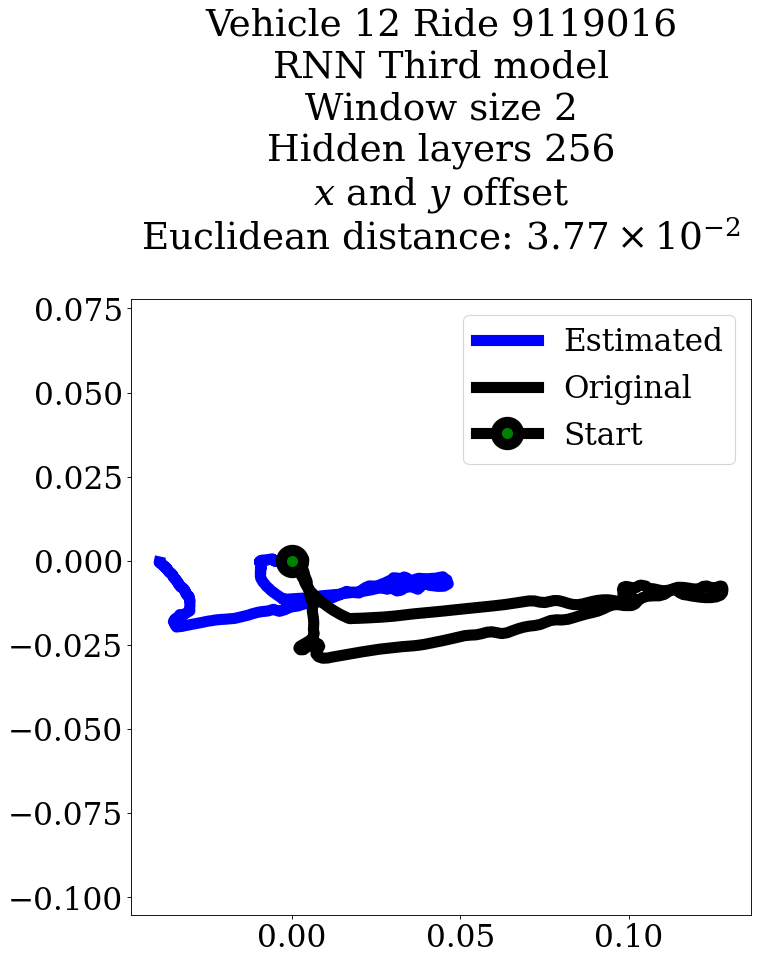 Vehicle 12 Ride 9119016
RNN Third model
Window size 2
Hidden layers 256
x and y offset
Euclidean distance: 3.77 × 10⁻²
Estimated
Original
Start
0.075
0.050
0.025
0.000
−0.025
−0.050
−0.075
−0.100
0.00 0.05 0.10